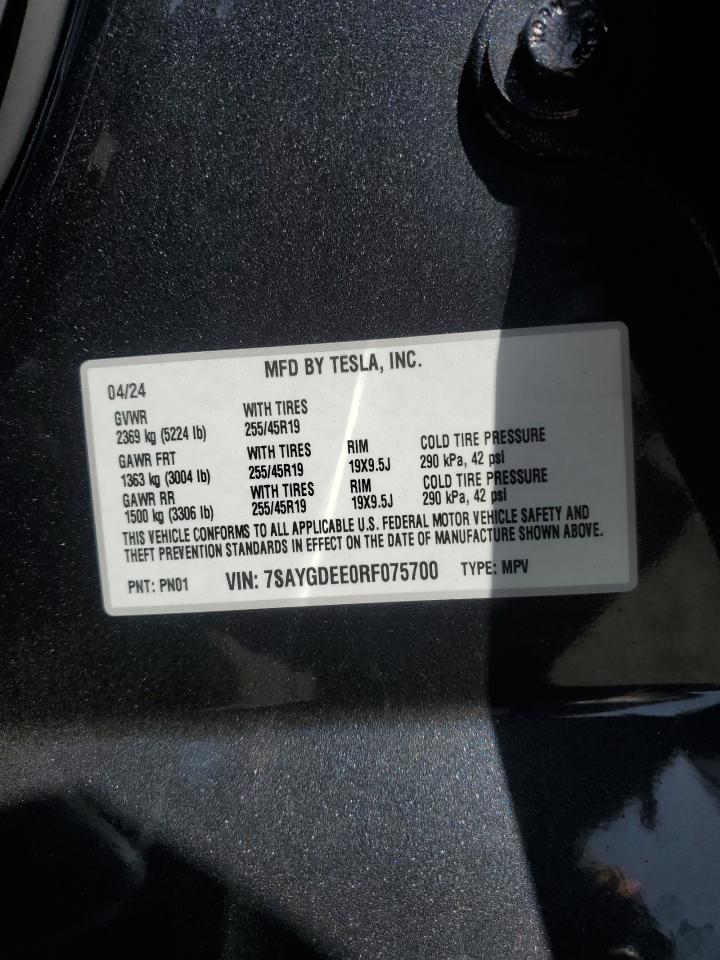 MFD BY TESLA, INC.
04/24
GVWR WITH TIRES
2369 kg (5224 lb) 255/45R19
GAWR FRT WITH TIRES RIM COLD TIRE PRESSURE
1363 kg (3004 lb) 255/45R19 19X9.5J 290 kPa, 42 psi
GAWR RR WITH TIRES RIM COLD TIRE PRESSURE
1500 kg (3306 lb) 255/45R19 19X9.5J 290 kPa, 42 psi
THIS VEHICLE CONFORMS TO ALL APPLICABLE U.S. FEDERAL MOTOR VEHICLE SAFETY AND
THEFT PREVENTION STANDARDS IN EFFECT ON THE DATE OF MANUFACTURE SHOWN ABOVE.
PNT: PN01 VIN: 7SAYGDEE0RF075700 TYPE: MPV